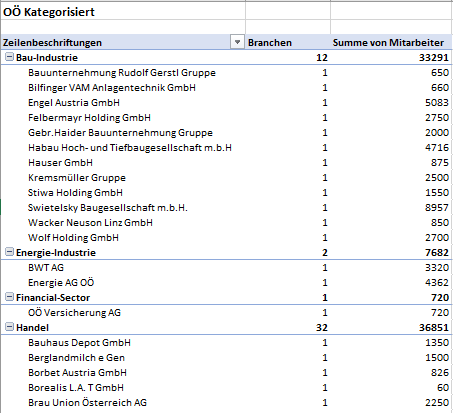 OÖ Kategorisiert
Zeilenbeschriftungen Branchen Summe von Mitarbeiter
Bau-Industrie 12 33291
Bauunternehmung Rudolf Gerstl Gruppe 1 650
Bilfinger VAM Anlagentechnik GmbH 1 660
Engel Austria GmbH 1 5083
Felbermayr Holding GmbH 1 2750
Gebr.Haider Bauunternehmung Gruppe 1 2000
Habau Hoch- und Tiefbaugesellschaft m.b.H 1 4716
Hauser GmbH 1 875
Kremsmüller Gruppe 1 2500
Stiwa Holding GmbH 1 1550
Swietelsky Baugesellschaft m.b.H. 1 8957
Wacker Neuson Linz GmbH 1 850
Wolf Holding GmbH 1 2700
Energie-Industrie 2 7682
BWT AG 1 3320
Energie AG OÖ 1 4362
Financial-Sector 1 720
OÖ Versicherung AG 1 720
Handel 32 36851
Bauhaus Depot GmbH 1 1350
Berglandmilch e Gen 1 1500
Borbet Austria GmbH 1 826
Borealis L.A. T GmbH 1 60
Brau Union Österreich AG 1 2250